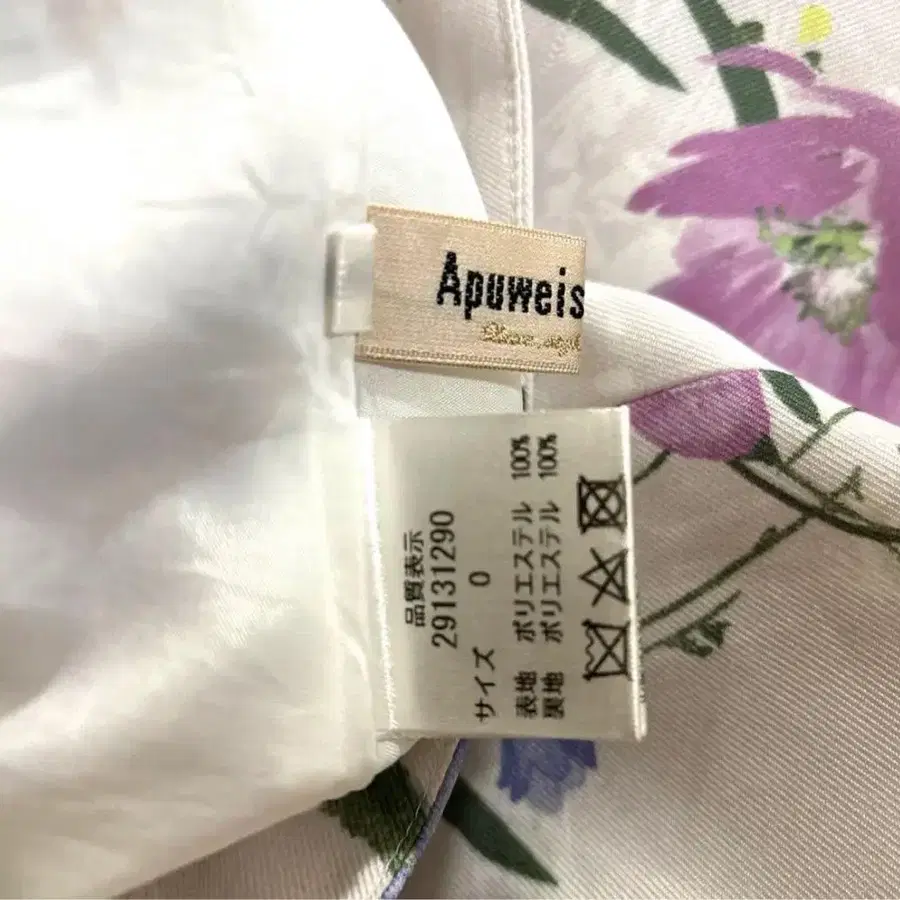 Apuweis
品質表示
29131290
サイズ 0
表地 ポリエステル 100%
裏地 ポリエステル 100%